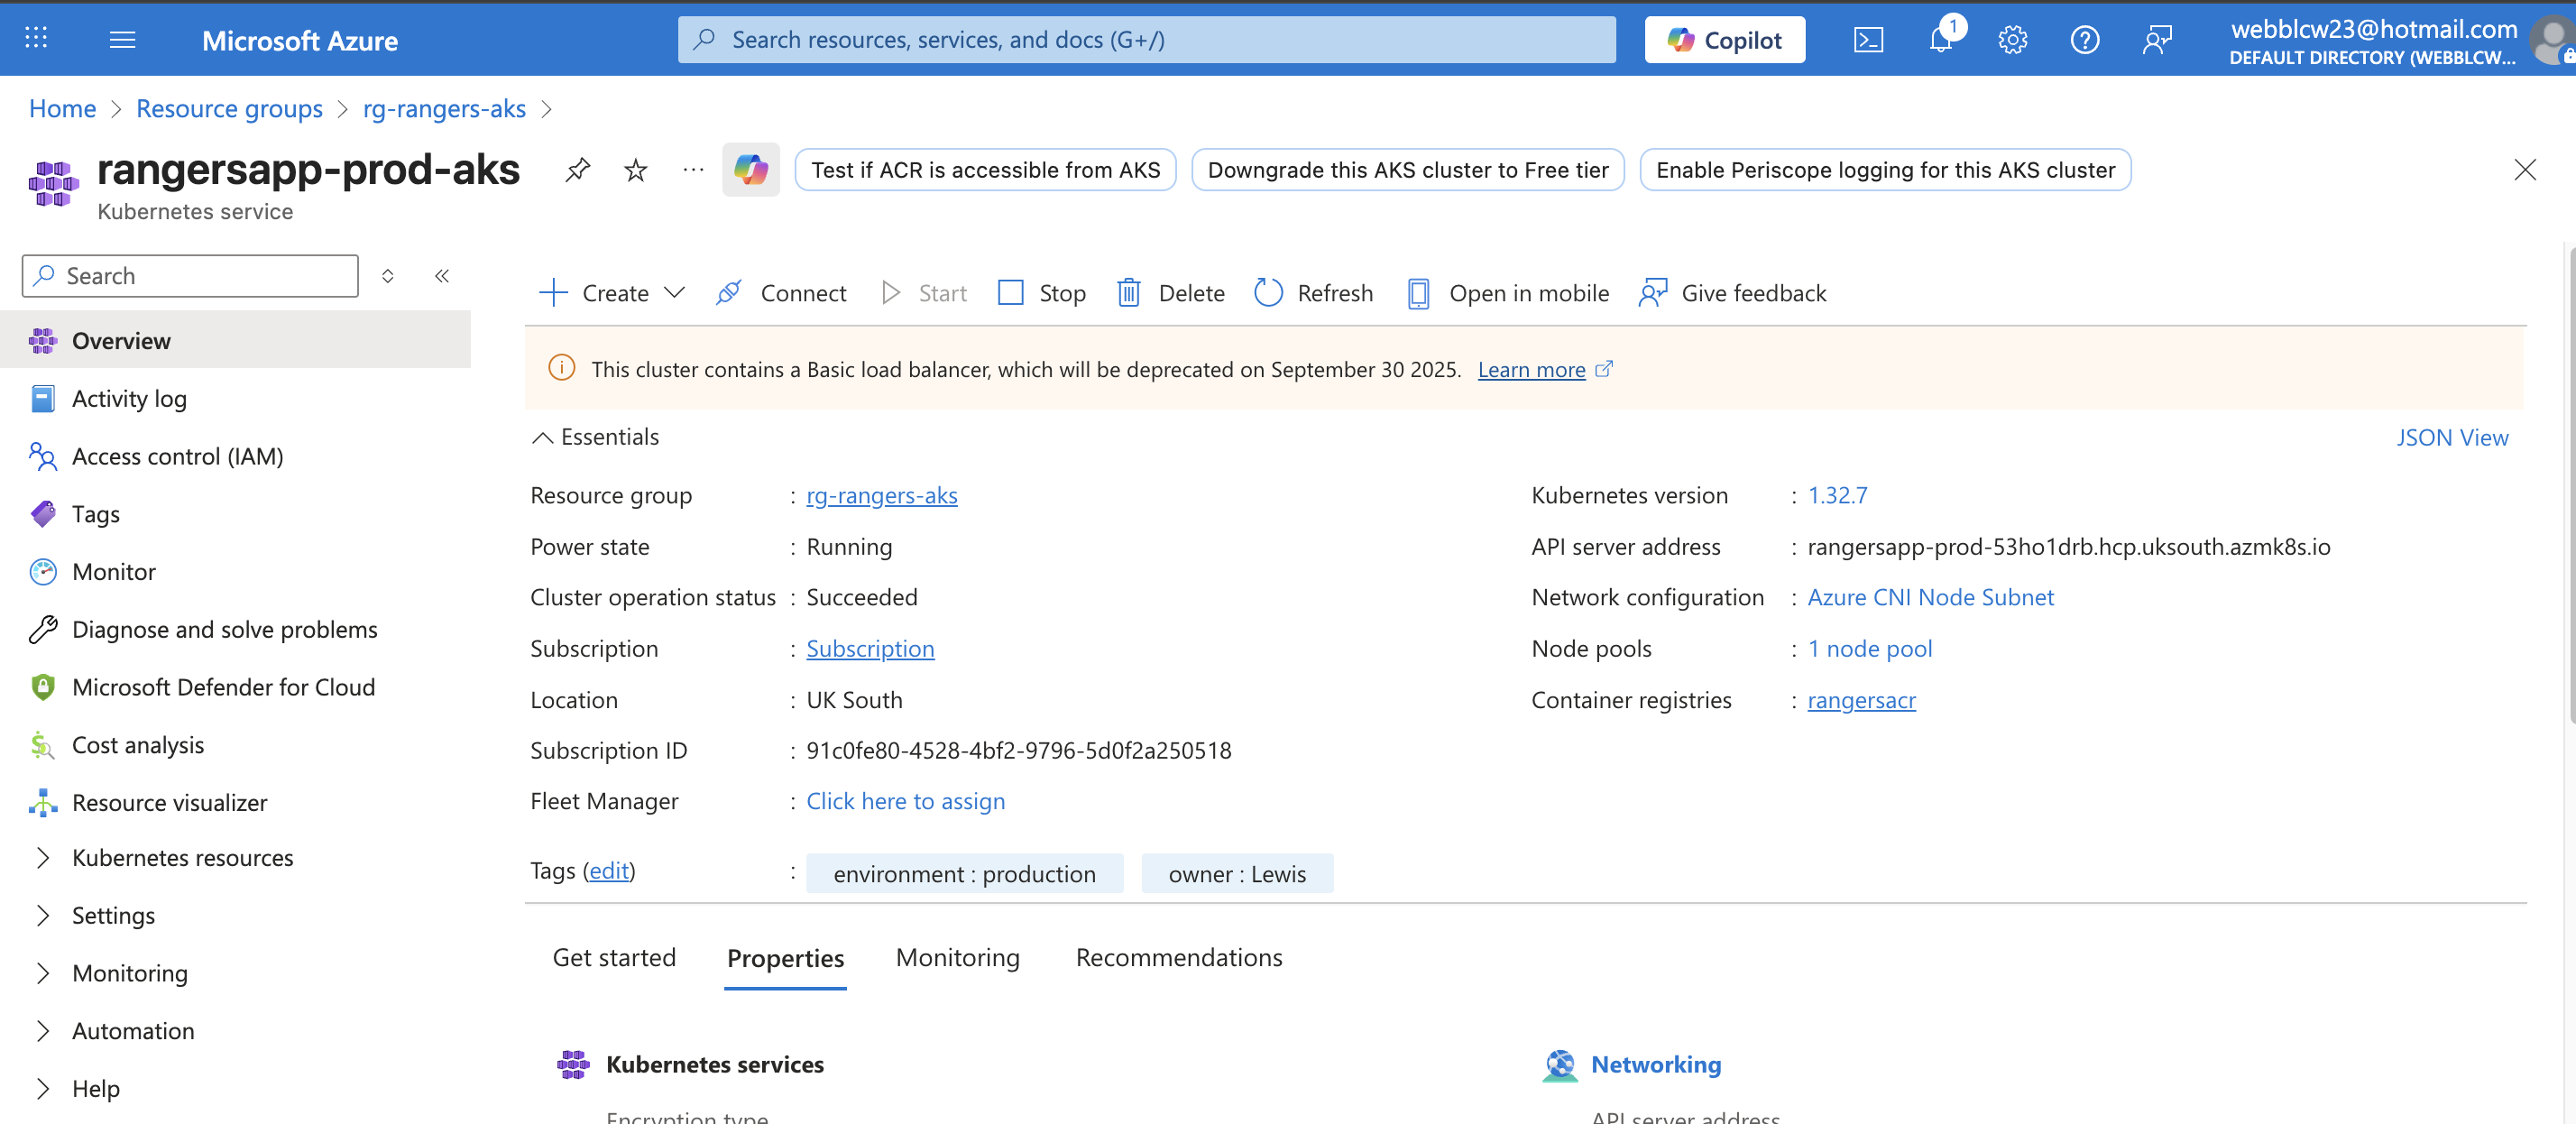 Microsoft Azure
Search resources, services, and docs (G+/)
Copilot
1
webblcw23@hotmail.com
DEFAULT DIRECTORY (WEBBLCW...
Home > Resource groups > rg-rangers-aks >
rangersapp-prod-aks
Kubernetes service
Test if ACR is accessible from AKS
Downgrade this AKS cluster to Free tier
Enable Periscope logging for this AKS cluster
Search
Overview
Activity log
Access control (IAM)
Tags
Monitor
Diagnose and solve problems
Microsoft Defender for Cloud
Cost analysis
Resource visualizer
Kubernetes resources
Settings
Monitoring
Automation
Help
Create Connect Start Stop Delete Refresh Open in mobile Give feedback
This cluster contains a Basic load balancer, which will be deprecated on September 30 2025. Learn more
Essentials
JSON View
Resource group : rg-rangers-aks
Power state : Running
Cluster operation status : Succeeded
Subscription : Subscription
Location : UK South
Subscription ID : 91c0fe80-4528-4bf2-9796-5d0f2a250518
Fleet Manager : Click here to assign
Kubernetes version : 1.32.7
API server address : rangersapp-prod-53ho1drb.hcp.uksouth.azmk8s.io
Network configuration : Azure CNI Node Subnet
Node pools : 1 node pool
Container registries : rangersacr
Tags (edit) : environment : production owner : Lewis
Get started Properties Monitoring Recommendations
Kubernetes services
Encryption type
Networking
API server address